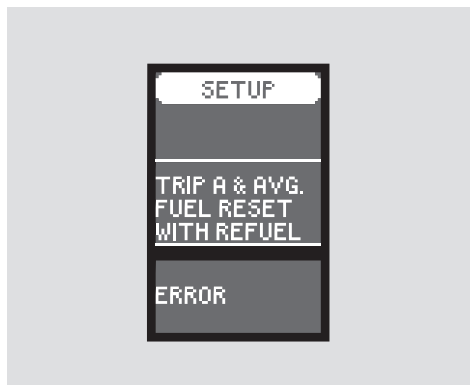 SETUP
TRIP A & AVG.
FUEL RESET
WITH REFUEL
ERROR